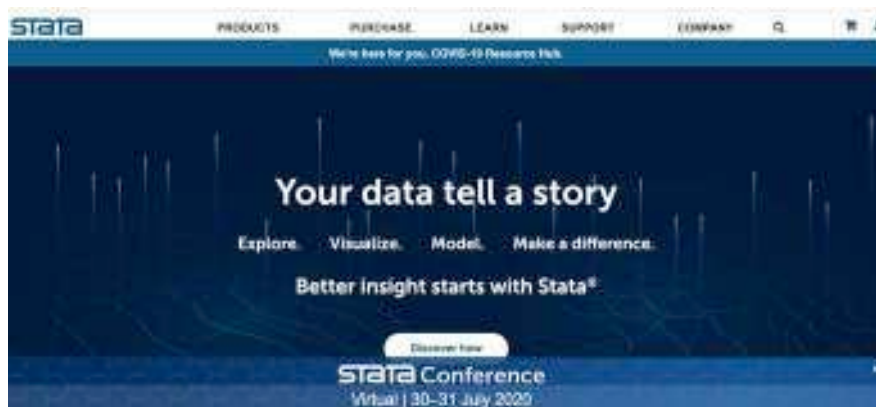 stata PRODUCTS PURCHASE LEARN SUPPORT COMPANY
We're here for you. COVID-19 Resource Hub.
Your data tell a story
Explore. Visualize. Model. Make a difference.
Better insight starts with Stata®
Discover how
stata Conference
Virtual | 30–31 July 2020